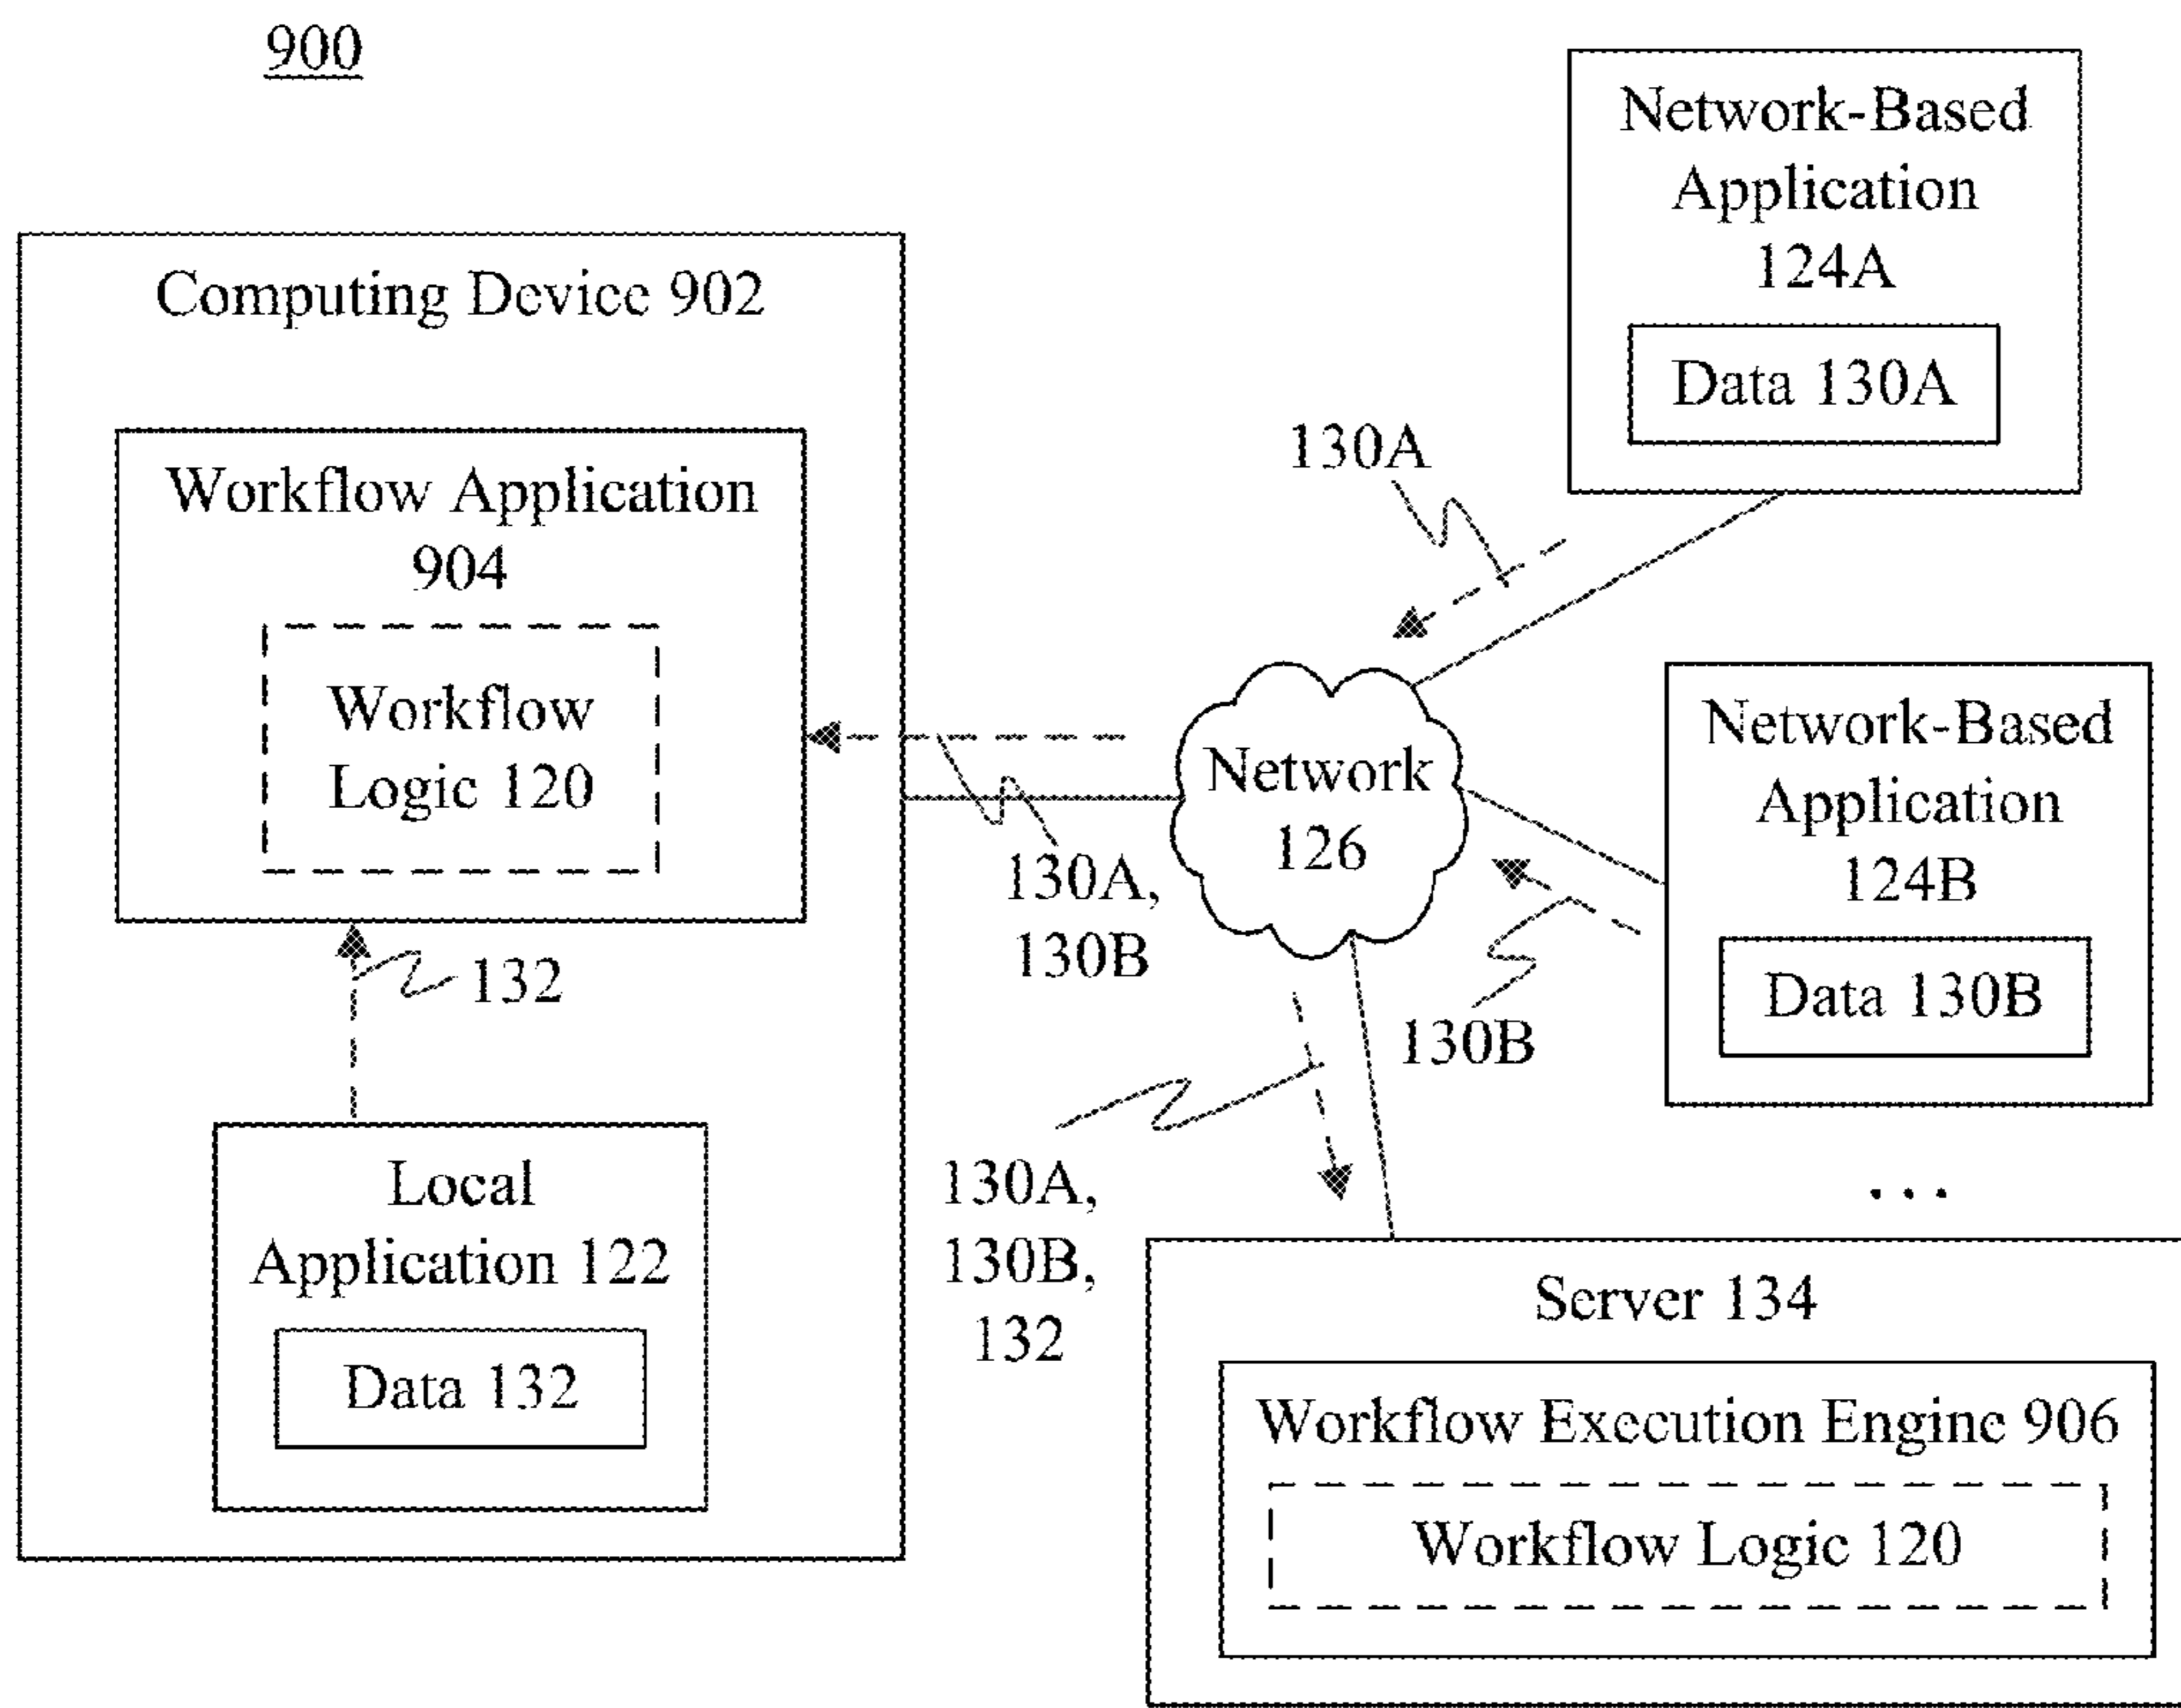 900
Computing Device 902
Workflow Application
904
Workflow
Logic 120
132
Local
Application 122
Data 132
130A,
130B
Network
126
130A
Network-Based
Application
124A
Data 130A
Network-Based
Application
124B
Data 130B
130B
...
130A,
130B,
132
Server 134
Workflow Execution Engine 906
Workflow Logic 120